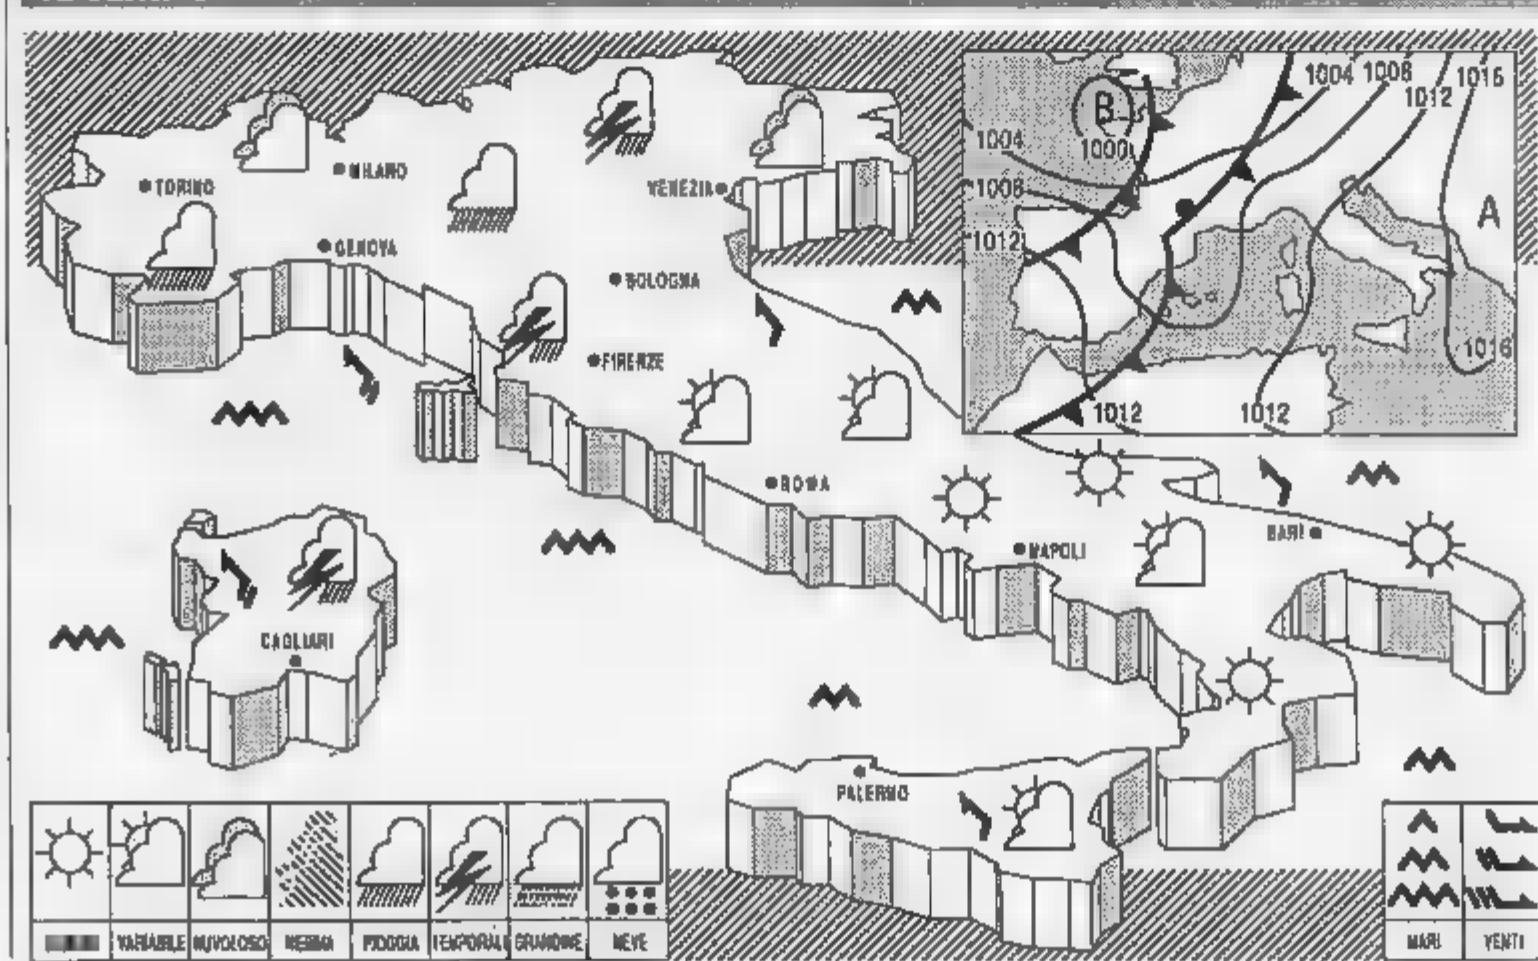 B
1004
1008
1012
1016
1004
1000
1008
1012
A
1016
1012
1012
TORINO
MILANO
VENEZIA
GENOVA
BOLOGNA
FIRENZE
ROMA
NAPOLI
BARI
CAGLIARI
PALERMO
VARIABILE NUVOLOSO NEBBIA PIOGGIA TEMPORALI GRANDINE NEVE
MARI VENTI